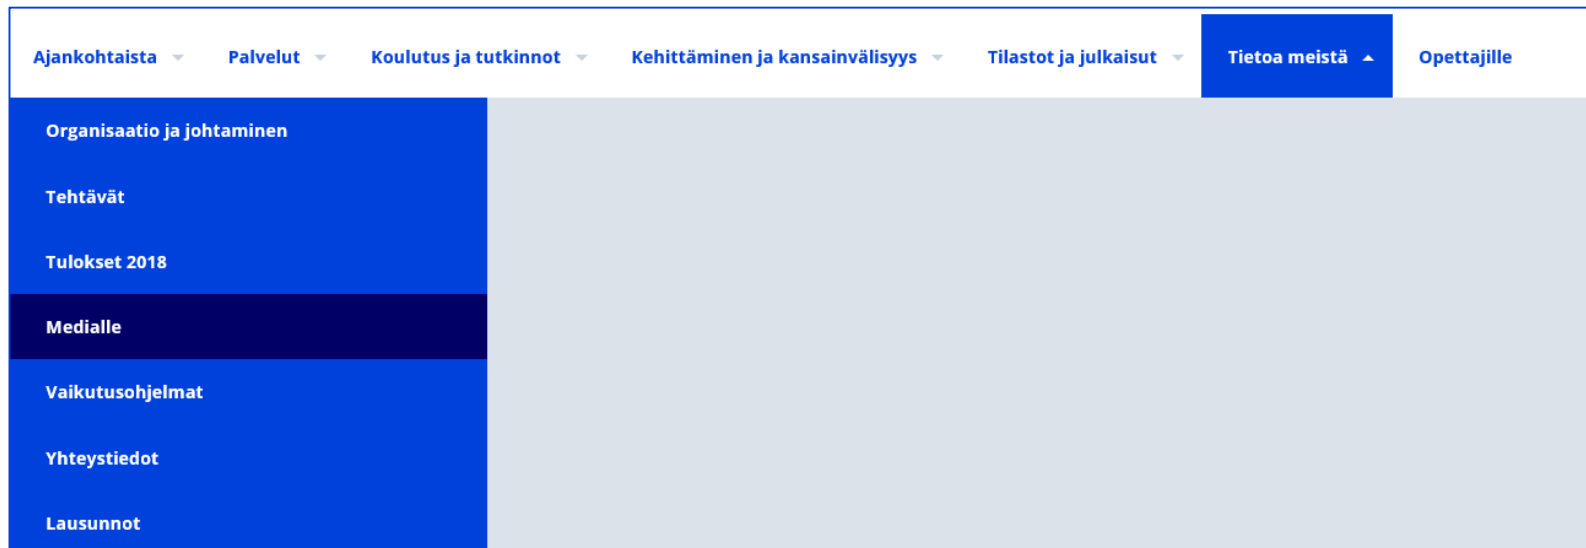 Ajankohtaista Palvelut Koulutus ja tutkinnot Kehittäminen ja kansainvälisyys Tilastot ja julkaisut Tietoa meistä Opettajille
Organisaatio ja johtaminen
Tehtävät
Tulokset 2018
Medialle
Vaikutusohjelmat
Yhteystiedot
Lausunnot